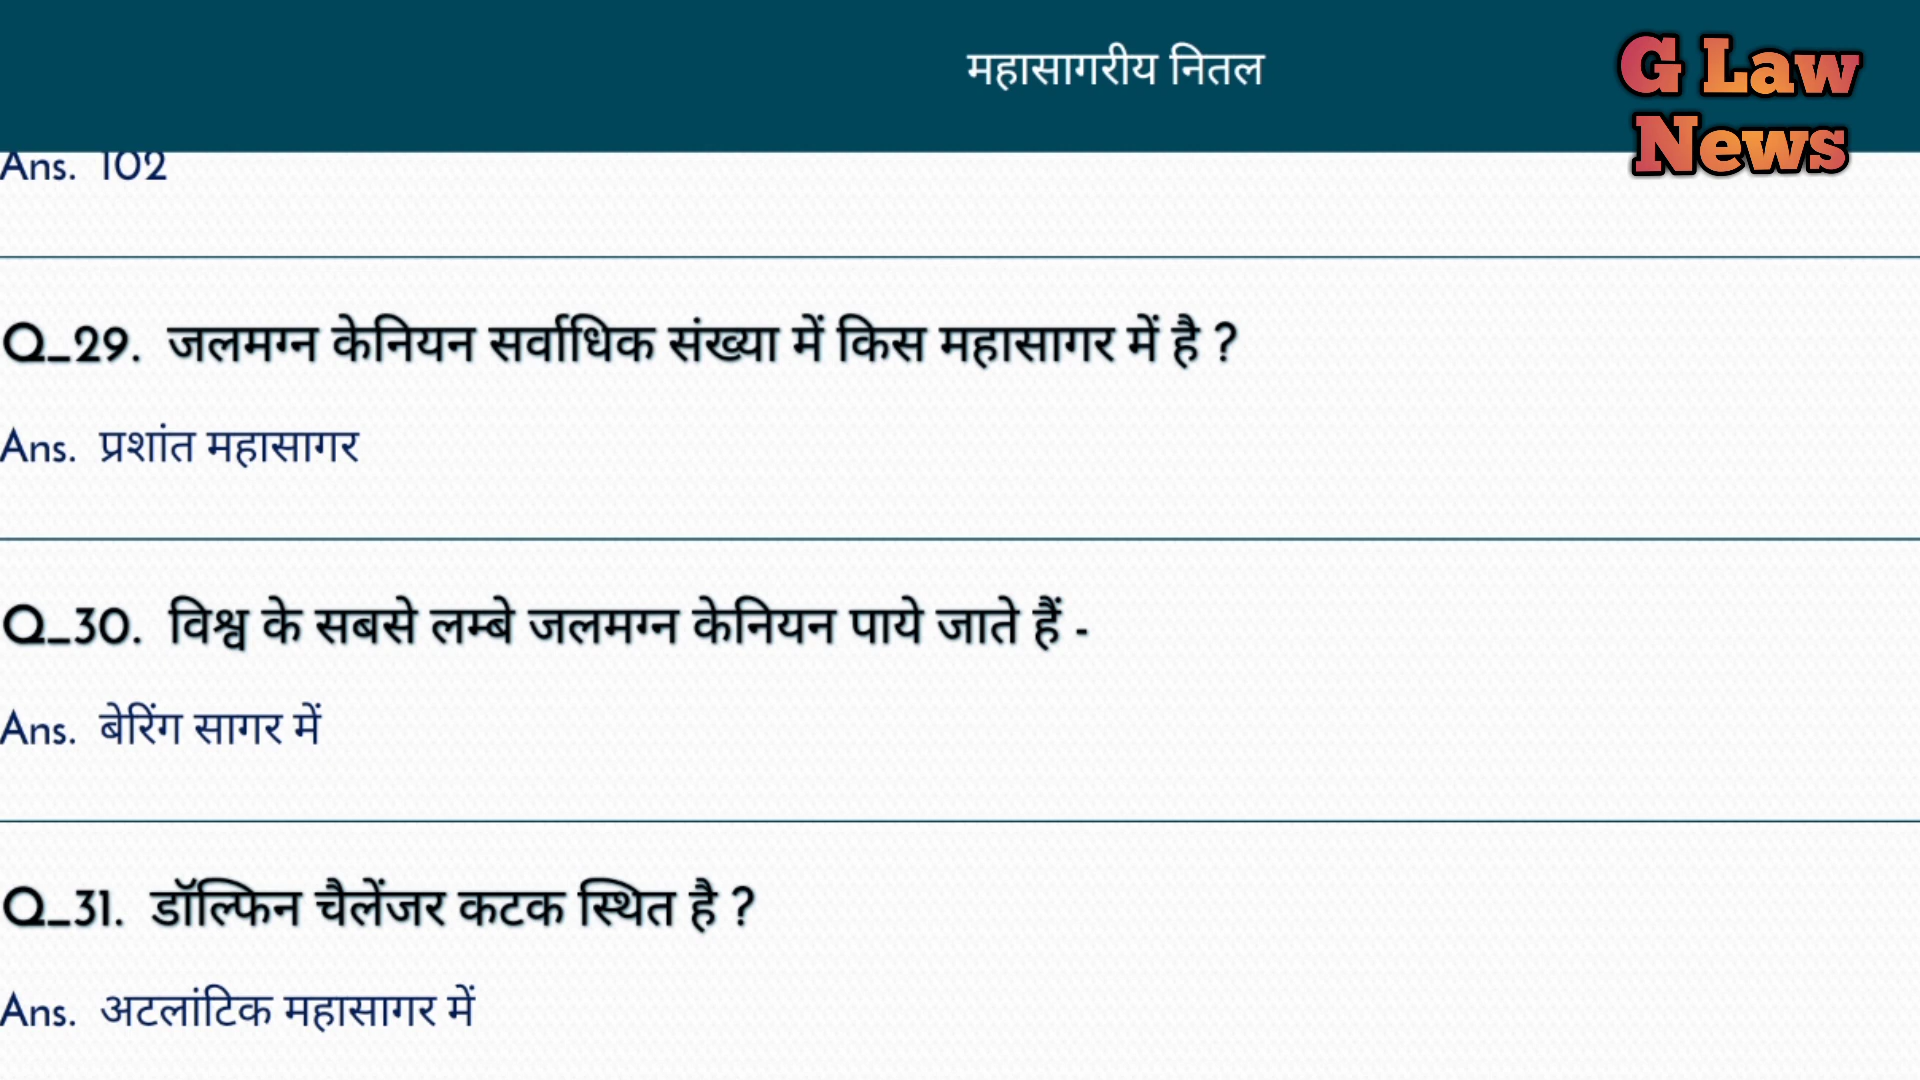 महासागरीय नितल
G Law
News
Ans. 102
Q_29. जलमग्न केनियन सर्वाधिक संख्या में किस महासागर में है ?
Ans. प्रशांत महासागर
Q_30. विश्व के सबसे लम्बे जलमग्न केनियन पाये जाते हैं -
Ans. बेरिंग सागर में
Q_31. डॉल्फिन चैलेंजर कटक स्थित है ?
Ans. अटलांटिक महासागर में